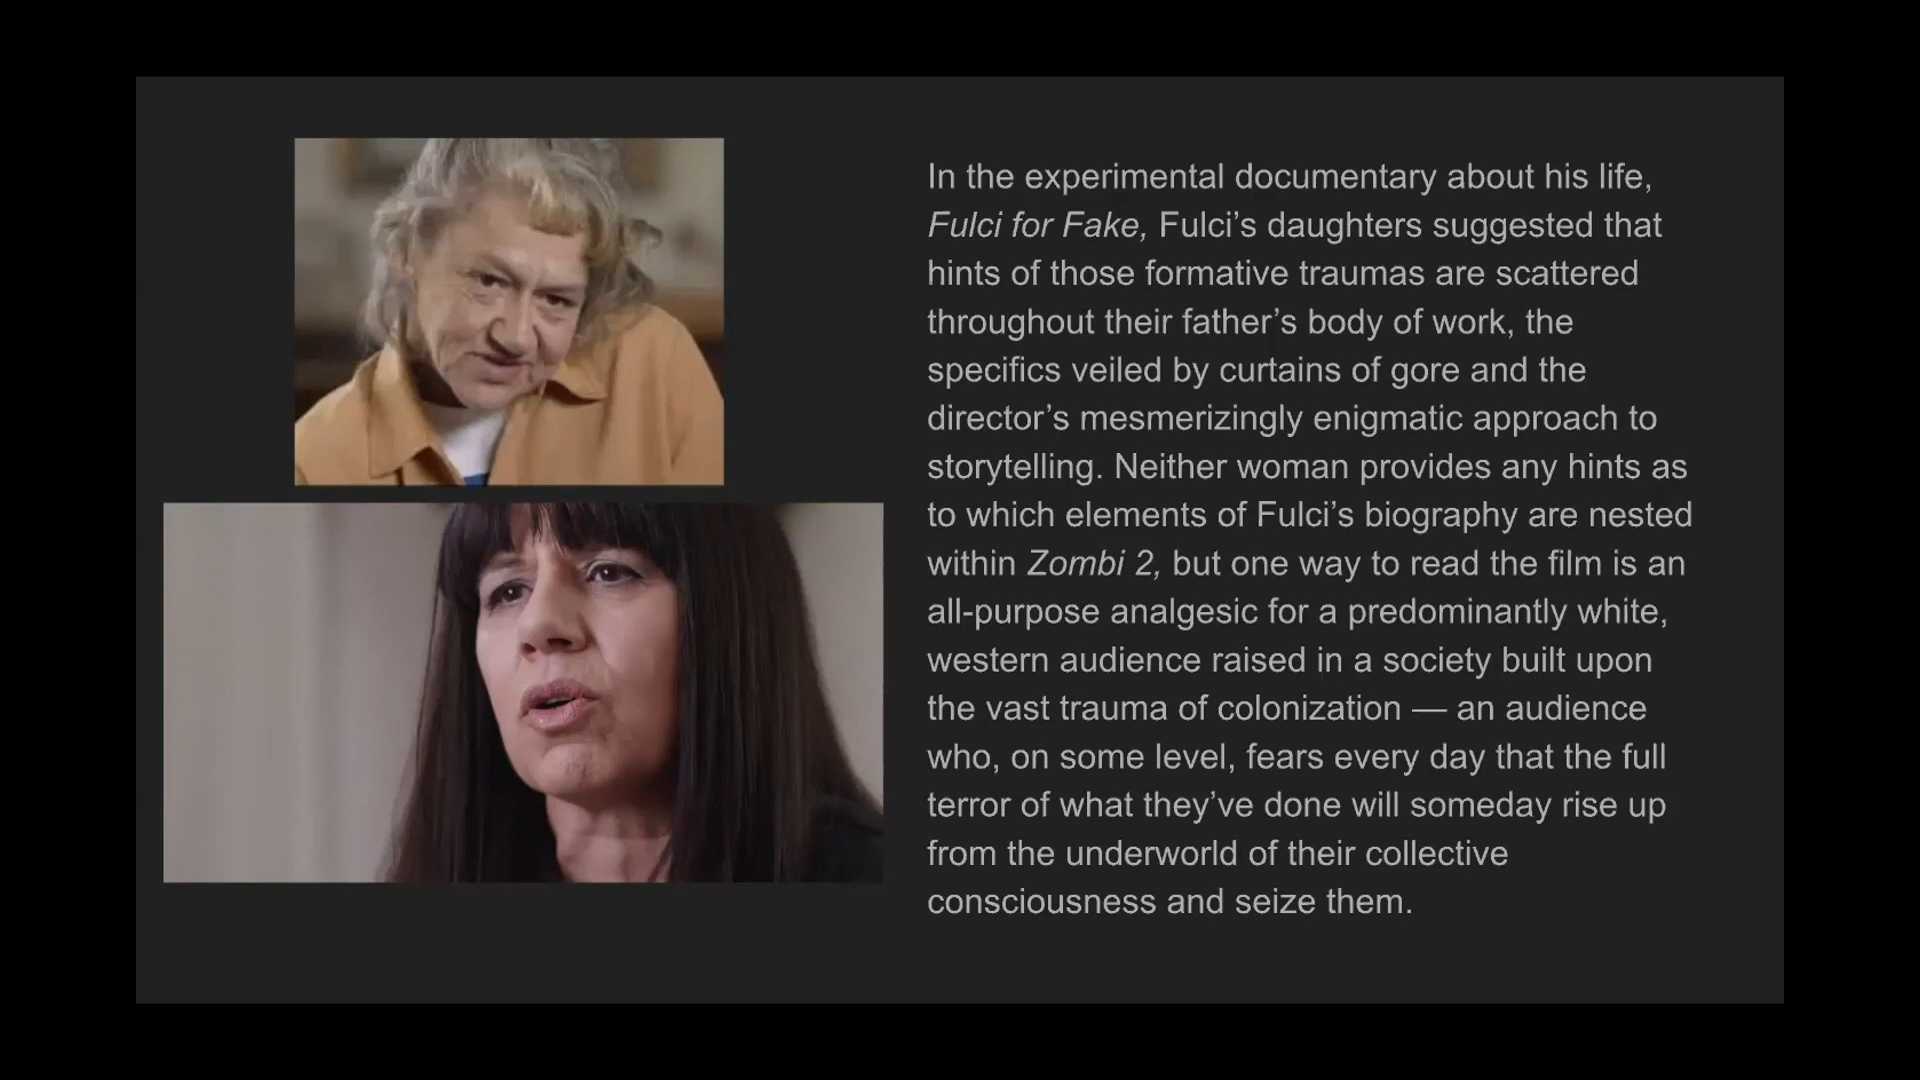 In the experimental documentary about his life,
Fulci for Fake, Fulci’s daughters suggested that
hints of those formative traumas are scattered
throughout their father’s body of work, the
specifics veiled by curtains of gore and the
director’s mesmerizingly enigmatic approach to
storytelling. Neither woman provides any hints as
to which elements of Fulci’s biography are nested
within Zombi 2, but one way to read the film is an
all-purpose analgesic for a predominantly white,
western audience raised in a society built upon
the vast trauma of colonization — an audience
who, on some level, fears every day that the full
terror of what they’ve done will someday rise up
from the underworld of their collective
consciousness and seize them.